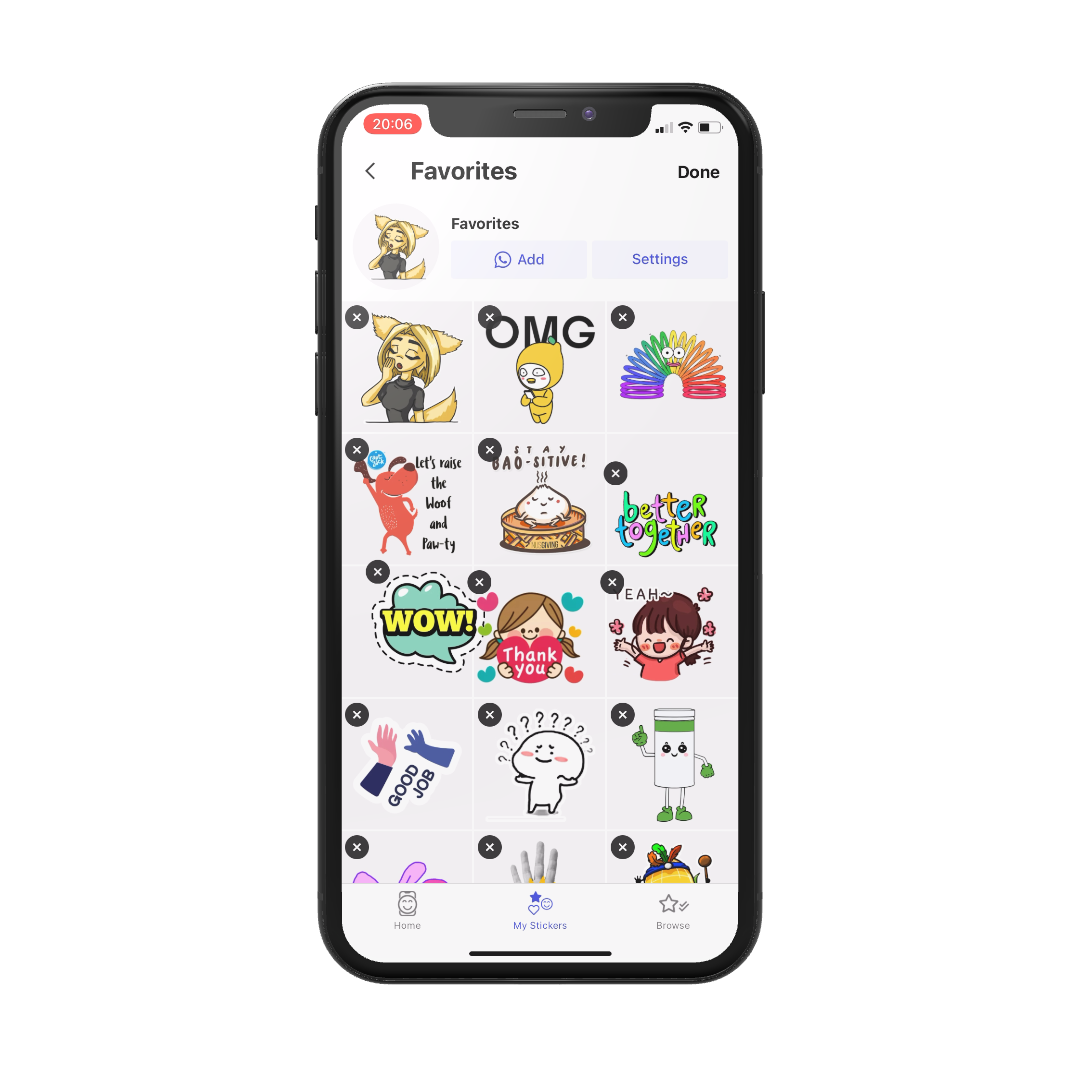 20:06
Favorites
Done
Favorites
Add
Settings
OMG
Let's raise
the
Woof
and
Paw-ty
STAY
BAO-SITIVE!
better
together
WOW!
Thank
you
YEAH~
GOOD
JOB
? ? ? ? ? ? ? ? ? ? ?
Home
My Stickers
Browse